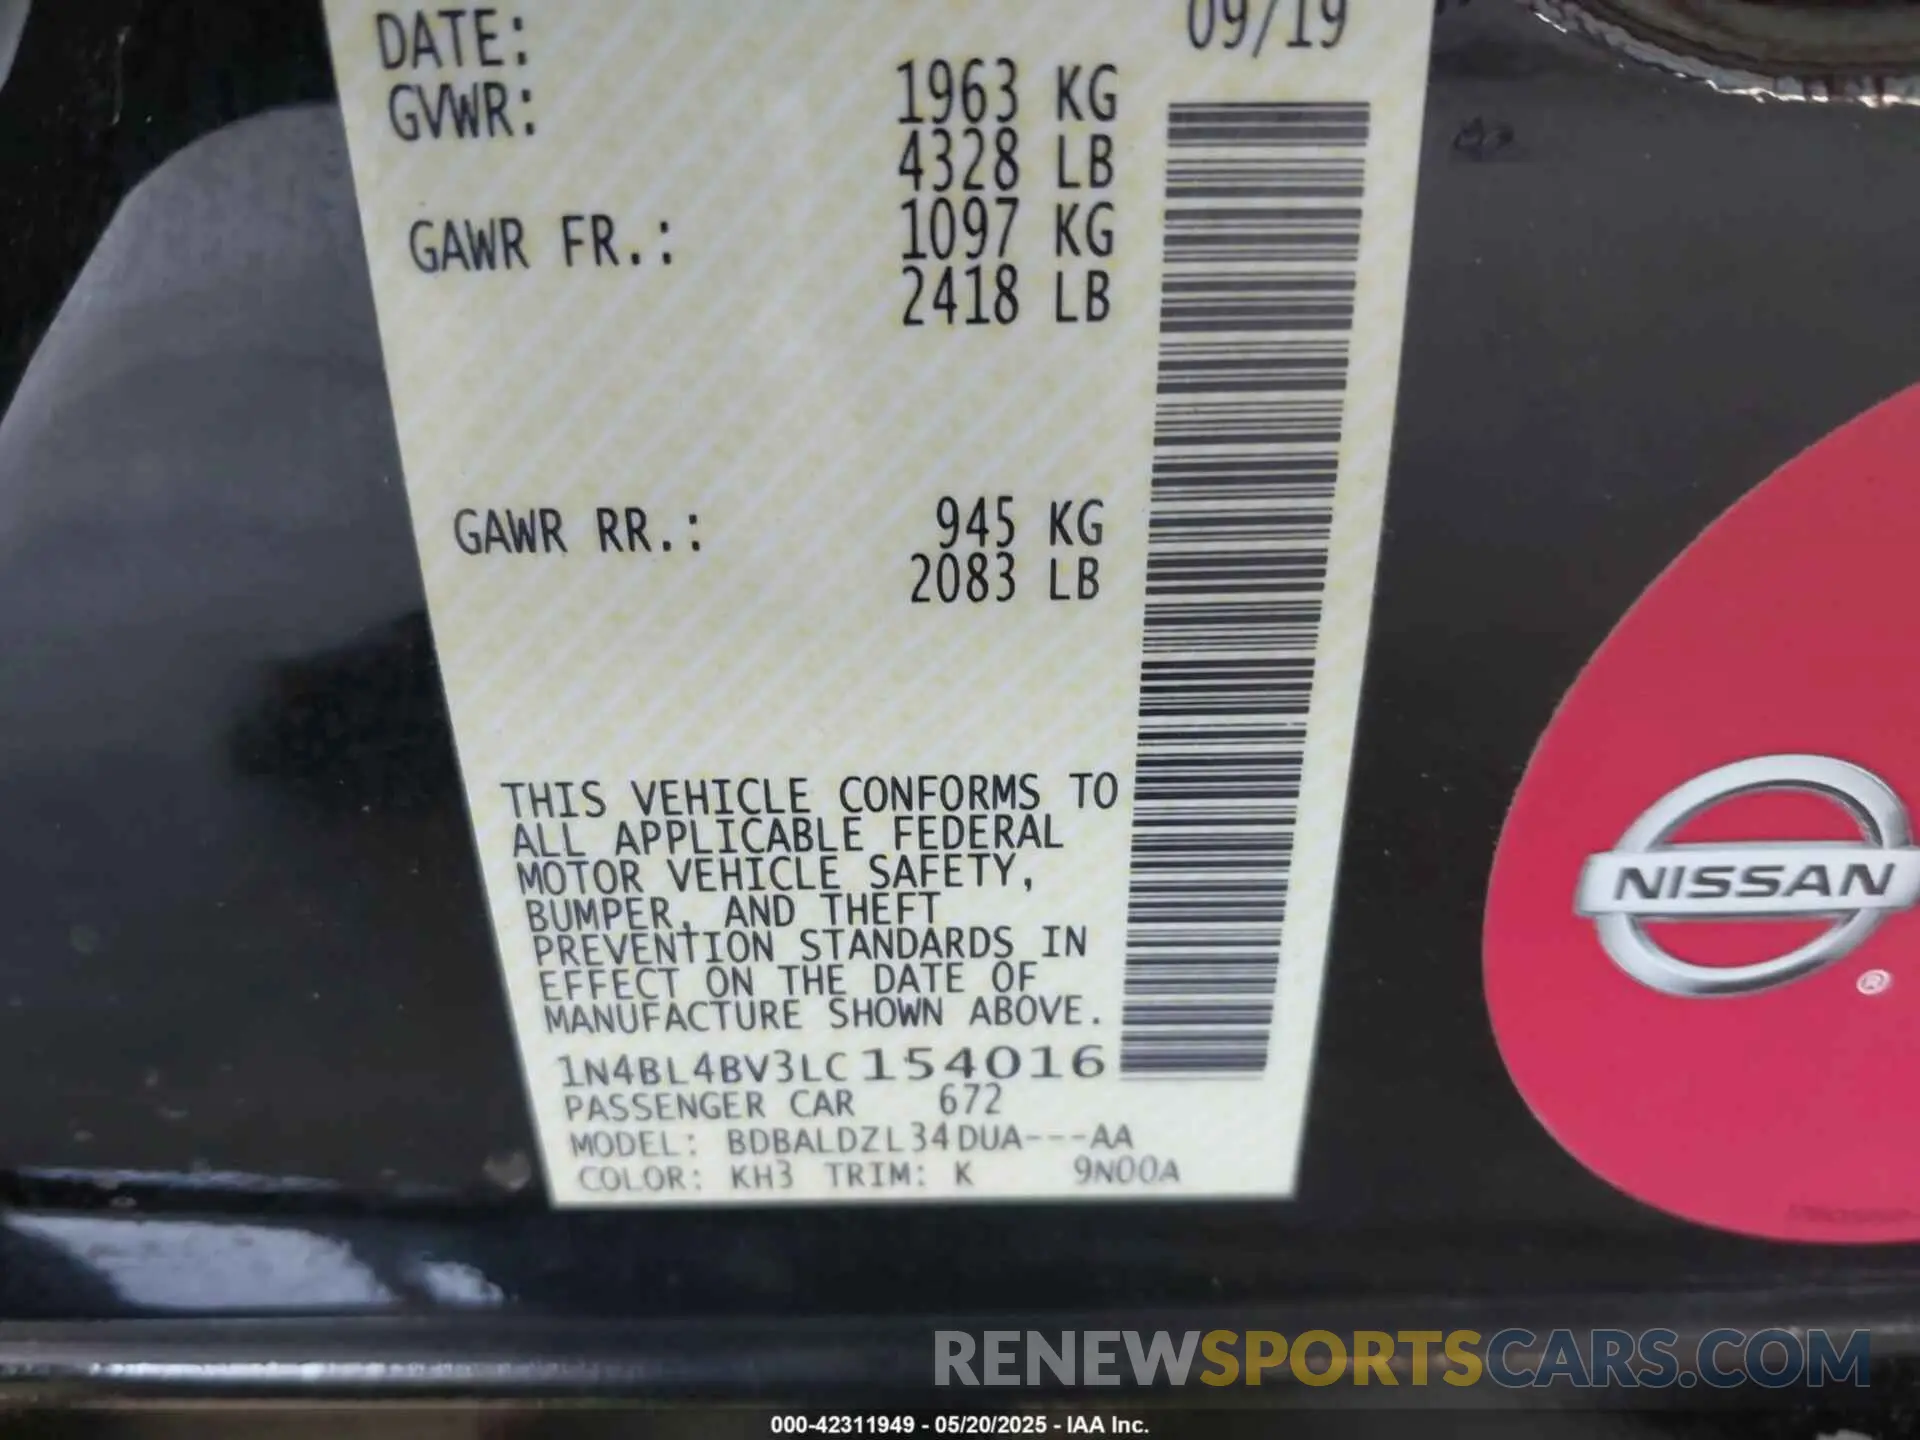 DATE: 09/19
GVWR: 1963 KG
4328 LB
GAWR FR.: 1097 KG
2418 LB
GAWR RR.: 945 KG
2083 LB
THIS VEHICLE CONFORMS TO
ALL APPLICABLE FEDERAL
MOTOR VEHICLE SAFETY,
BUMPER, AND THEFT
PREVENTION STANDARDS IN
EFFECT ON THE DATE OF
MANUFACTURE SHOWN ABOVE.
1N4BL4BV3LC154016
PASSENGER CAR 672
MODEL: BDBALDZL34DUA---AA
COLOR: KH3 TRIM: K 9N00A
NISSAN
®
RENEWSPORTSCARS.COM
000-42311949 - 05/20/2025 - IAA Inc.